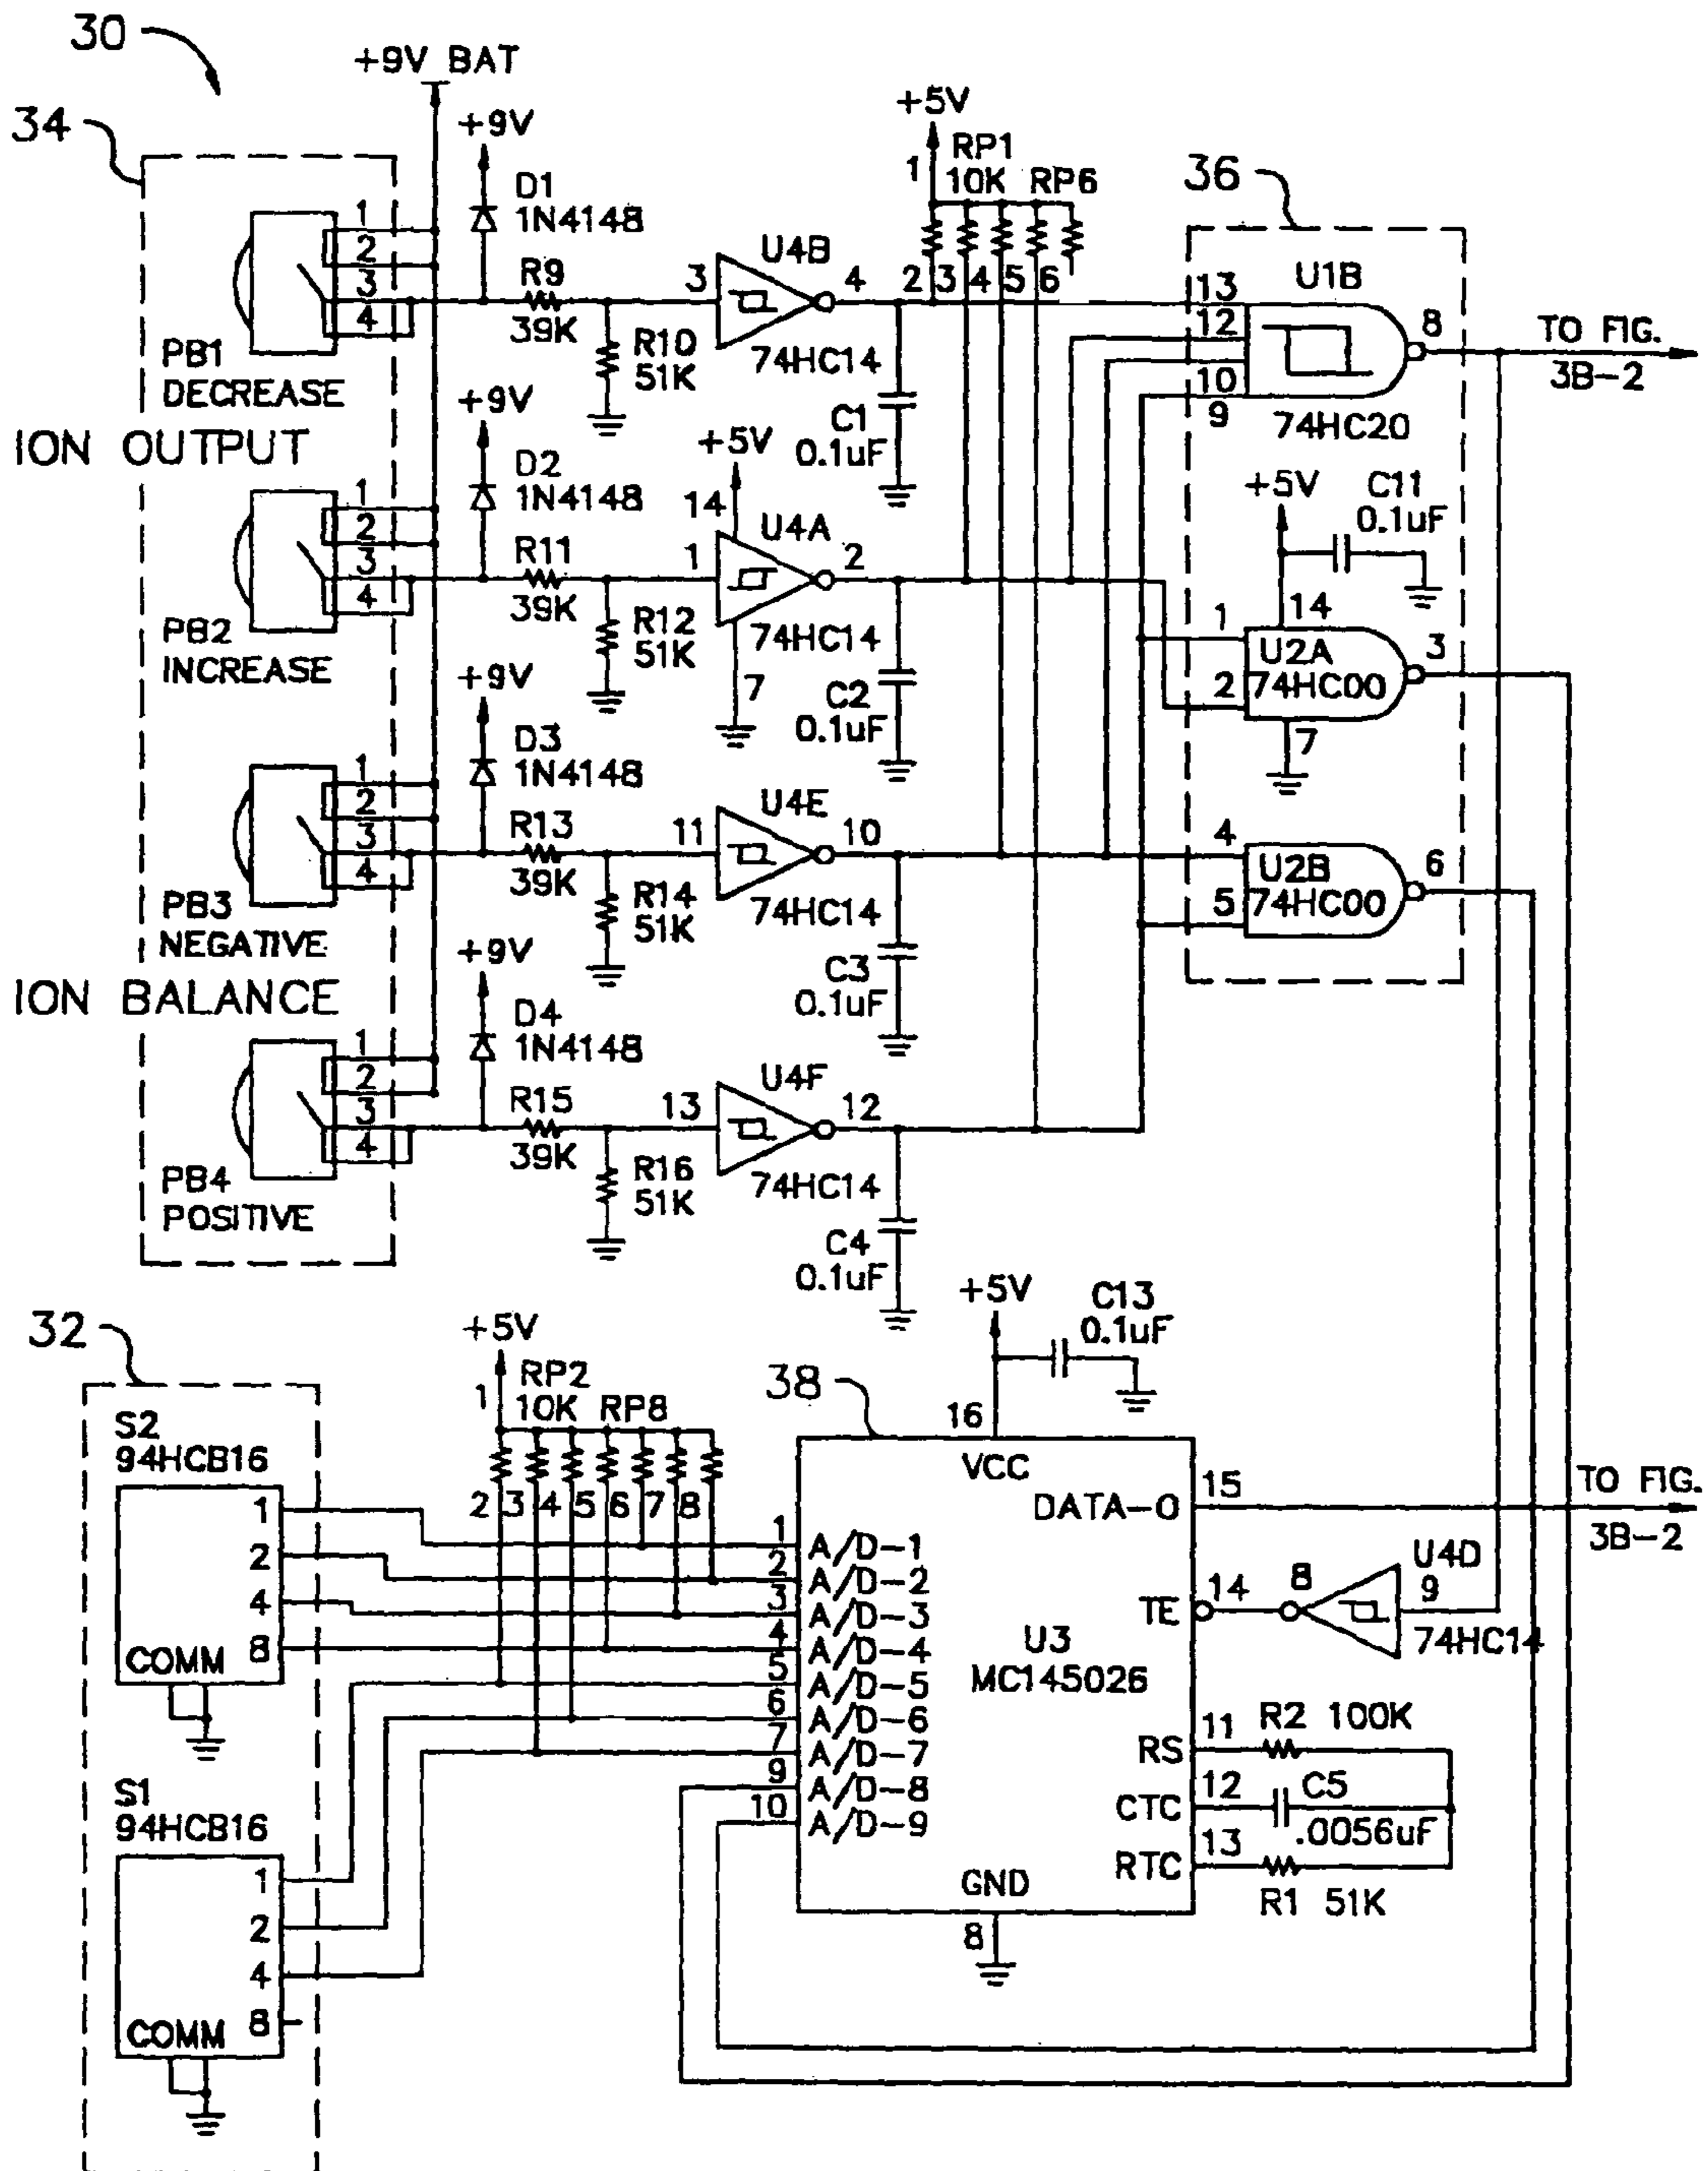 30
+9V BAT
34
+9V
+5V
D1
1N4148
1
RP1
10K
RP6
36
1
2
3
4
R9
39K
R10
51K
3
U4B
4
74HC14
2
3
4
5
6
13
12
10
9
U1B
8
74HC20
TO FIG.
3B-2
PB1
DECREASE
C1
0.1uF
ION OUTPUT
+9V
D2
1N4148
+5V
14
+5V
C11
0.1uF
1
2
3
4
R11
39K
R12
51K
1
U4A
2
74HC14
7
14
1
2
U2A
74HC00
3
7
PB2
INCREASE
C2
0.1uF
+9V
D3
1N4148
1
2
3
4
R13
39K
R14
51K
11
U4E
10
74HC14
4
5
U2B
74HC00
6
PB3
NEGATIVE
C3
0.1uF
ION BALANCE
+9V
D4
1N4148
1
2
3
4
R15
39K
R16
51K
13
U4F
12
74HC14
PB4
POSITIVE
C4
0.1uF
32
+5V
1
RP2
10K
RP8
+5V
C13
0.1uF
38
16
S2
94HCB16
1
2
4
8
COMM
2
3
4
5
6
7
8
VCC
DATA-O
15
TO FIG.
3B-2
1
A/D-1
2
A/D-2
3
A/D-3
4
A/D-4
5
A/D-5
6
A/D-6
7
A/D-7
9
A/D-8
10
A/D-9
U3
MC145026
TE
14
8
U4D
9
74HC14
RS
11
R2 100K
CTC
12
C5
.0056uF
RTC
13
R1 51K
GND
8
S1
94HCB16
1
2
4
8
COMM